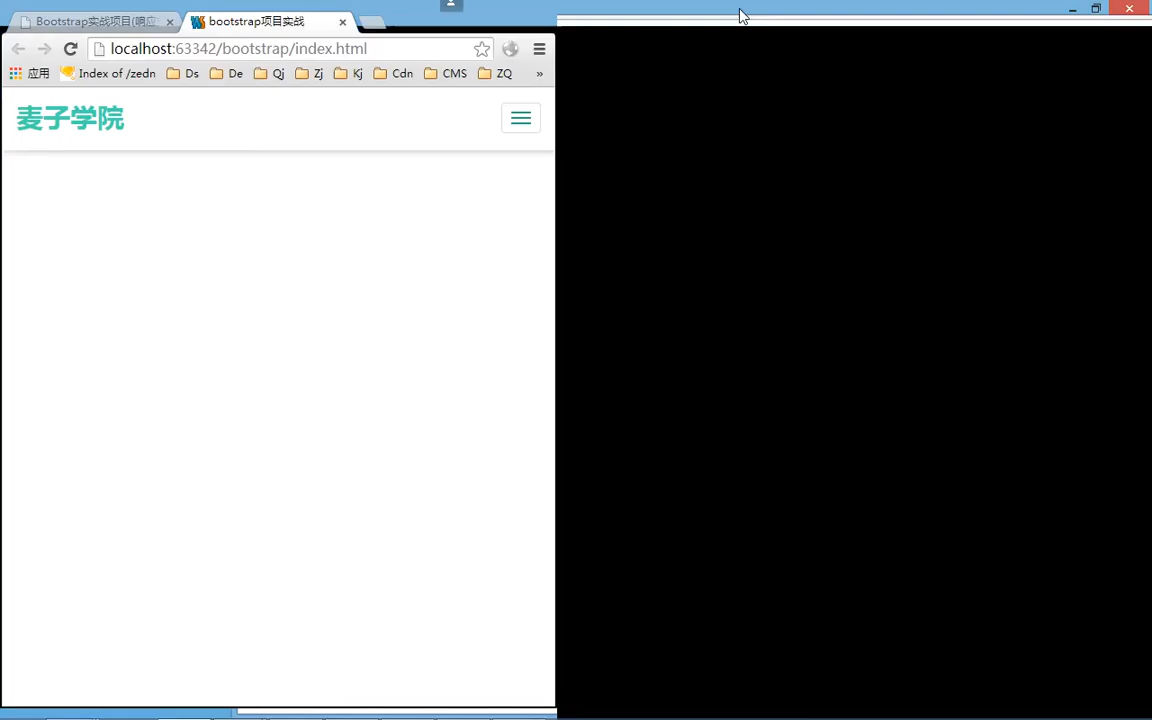 Bootstrap实战项目(响应
bootstrap项目实战
localhost:63342/bootstrap/index.html
应用 Index of /zedn Ds De Qj Zj Kj Cdn CMS ZQ »
麦子学院